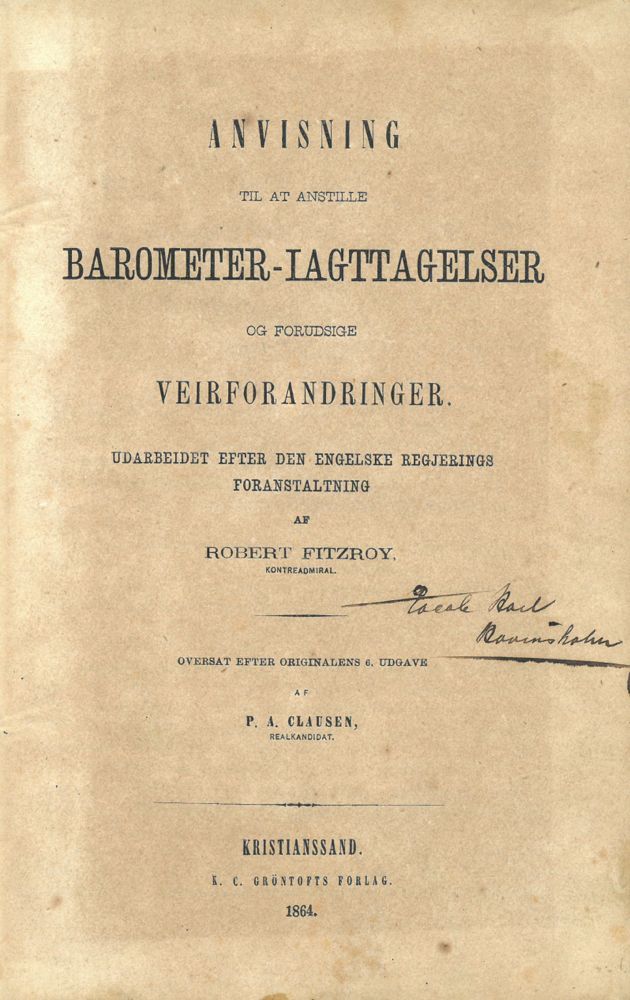 ANVISNING
TIL AT ANSTILLE
BAROMETER-IAGTTAGELSER
OG FORUDSIGE
VEIRFORANDRINGER.
UDARBEIDET EFTER DEN ENGELSKE REGJERINGS
FORANSTALTNING
AF
ROBERT FITZROY,
KONTREADMIRAL.
OVERSAT EFTER ORIGINALENS 6. UDGAVE
AF
P. A. CLAUSEN,
REALKANDIDAT.
KRISTIANSSAND.
K. C. GRÖNTOFTS FORLAG.
1864.